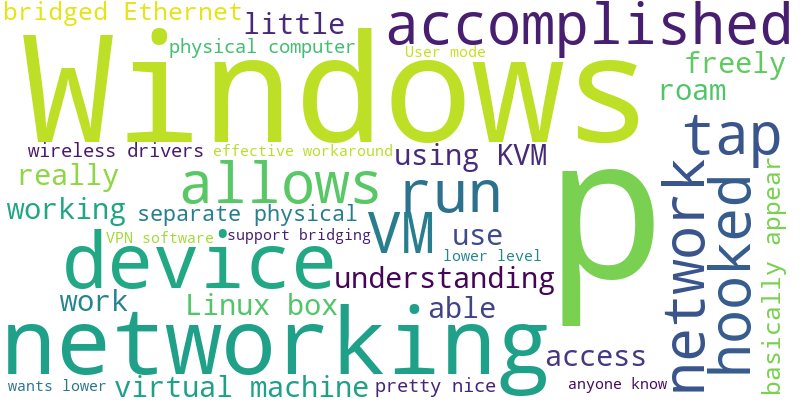 bridged Ethernet
little
accomplished
physical computer
User mode
Windows
freely
roam
tap
wireless drivers
effective workaround
using KVM
really
allows
run
p
network
hooked
basically appear
working
separate physical
VM
use
VPN software
support bridging
lower level
device
understanding
work
Linux box
able
networking
access
wants lower
virtual machine
pretty nice
anyone know